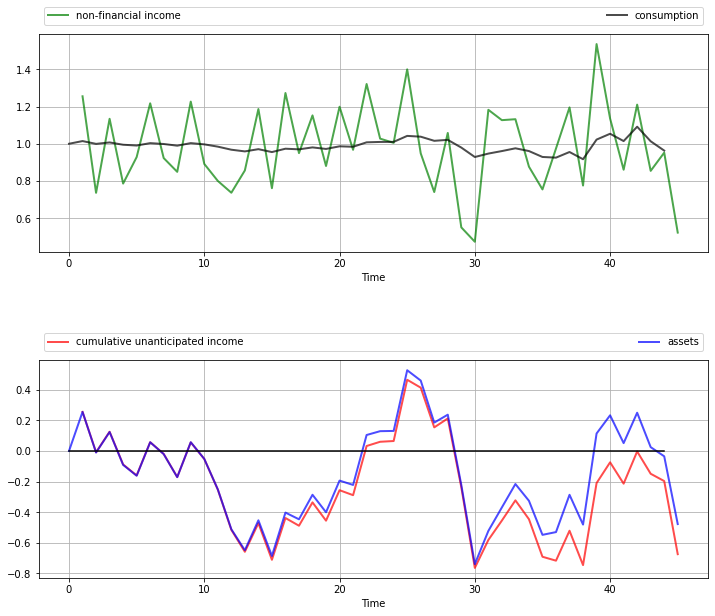 non-financial income consumption
1.4
1.2
1.0
0.8
0.6
0 10 20 30 40
Time
cumulative unanticipated income assets
0.4
0.2
0.0
−0.2
−0.4
−0.6
−0.8
0 10 20 30 40
Time